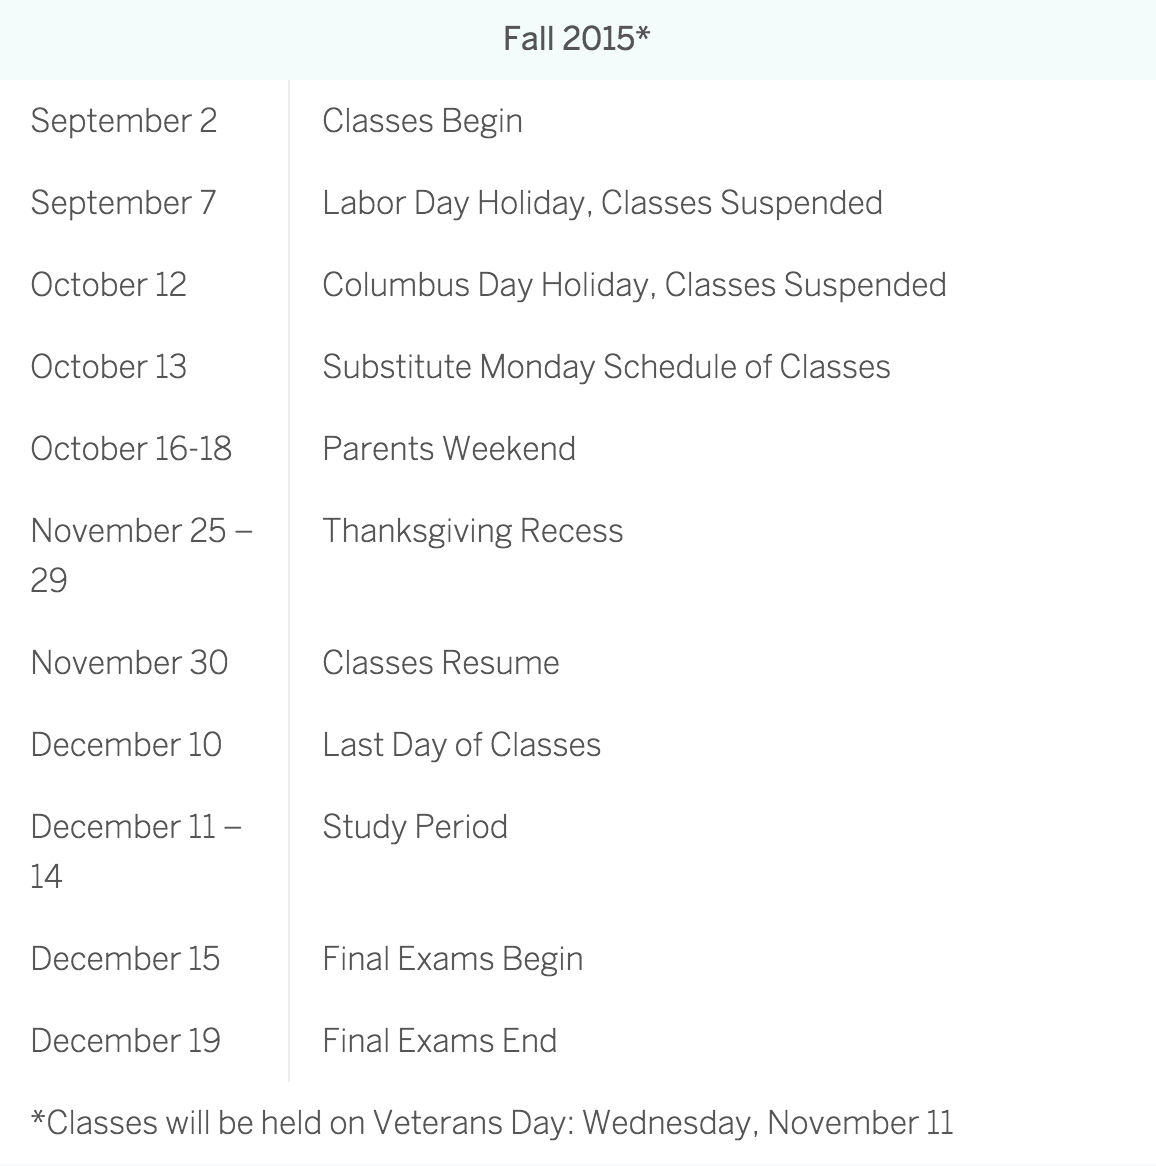 Fall 2015*
September 2 Classes Begin
September 7 Labor Day Holiday, Classes Suspended
October 12 Columbus Day Holiday, Classes Suspended
October 13 Substitute Monday Schedule of Classes
October 16-18 Parents Weekend
November 25 – Thanksgiving Recess
29
November 30 Classes Resume
December 10 Last Day of Classes
December 11 – Study Period
14
December 15 Final Exams Begin
December 19 Final Exams End
*Classes will be held on Veterans Day: Wednesday, November 11